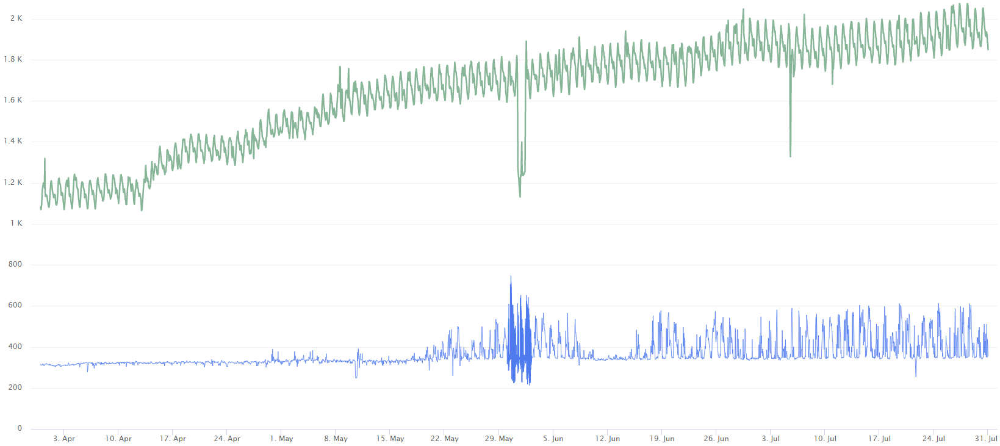 2 K
1.8 K
1.6 K
1.4 K
1.2 K
1 K
800
600
400
200
0
3. Apr 10. Apr 17. Apr 24. Apr 1. May 8. May 15. May 22. May 29. May 5. Jun 12. Jun 19. Jun 26. Jun 3. Jul 10. Jul 17. Jul 24. Jul 31. Jul